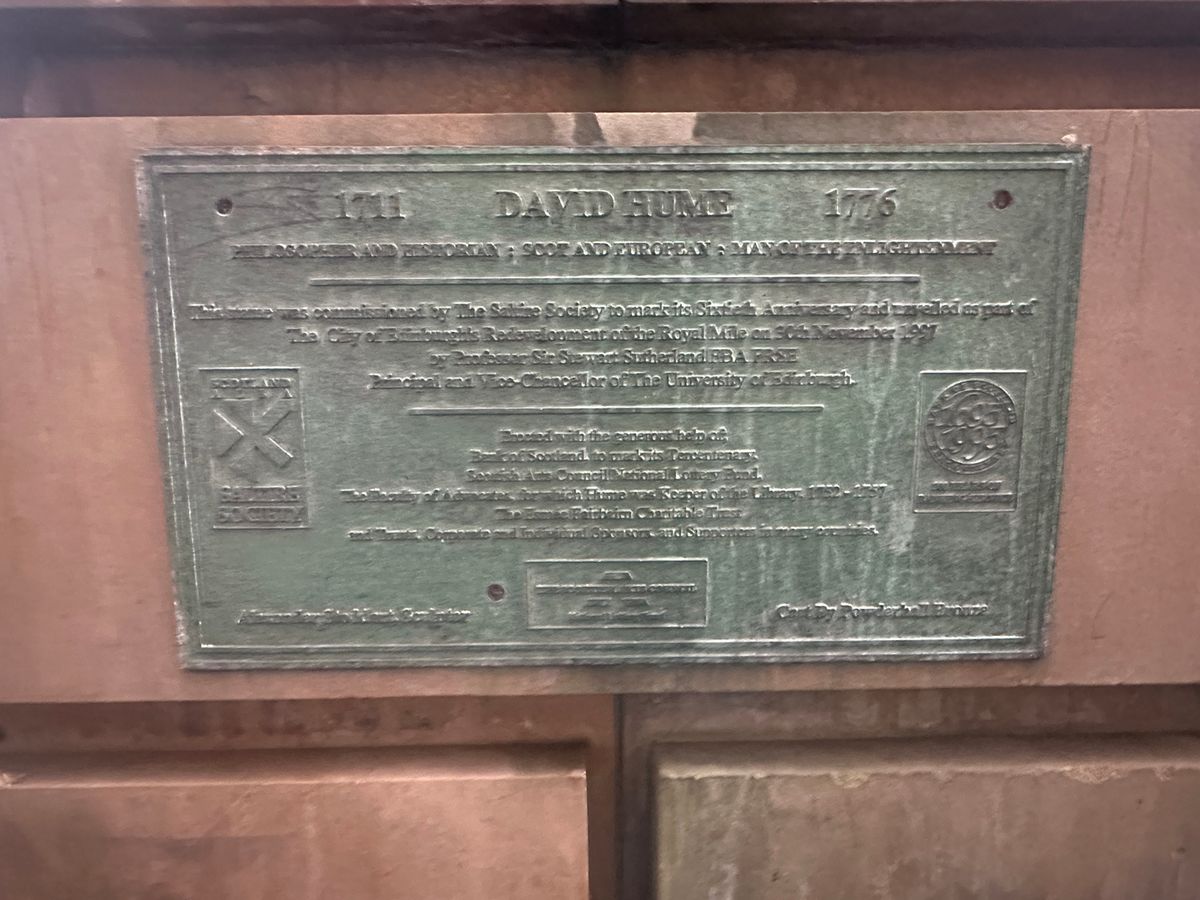 1711 DAVID HUME 1776
PHILOSOPHER AND HISTORIAN : SCOT AND EUROPEAN : MAN OF THE ENLIGHTENMENT
This statue was commissioned by The Saltire Society to mark its Sixtieth Anniversary and unveiled as part of
The City of Edinburgh's Redevelopment of the Royal Mile on 30th November 1997
by Professor Sir Stewart Sutherland FBA FRSE
Principal and Vice-Chancellor of The University of Edinburgh.
SCOTLAND
SALTIRE
SOCIETY
Erected with the generous help of:
Bank of Scotland, to mark its Tercentenary,
Scottish Arts Council National Lottery Fund,
The Faculty of Advocates, for which Hume was Keeper of the Library, 1752 - 1757
The Esmee Fairbairn Charitable Trust
and Trusts, Corporate and Individual Sponsors, and Supporters in many countries.
1695
1995
Alexander Stoddart Sculptor
Cast By Powderhall Bronze